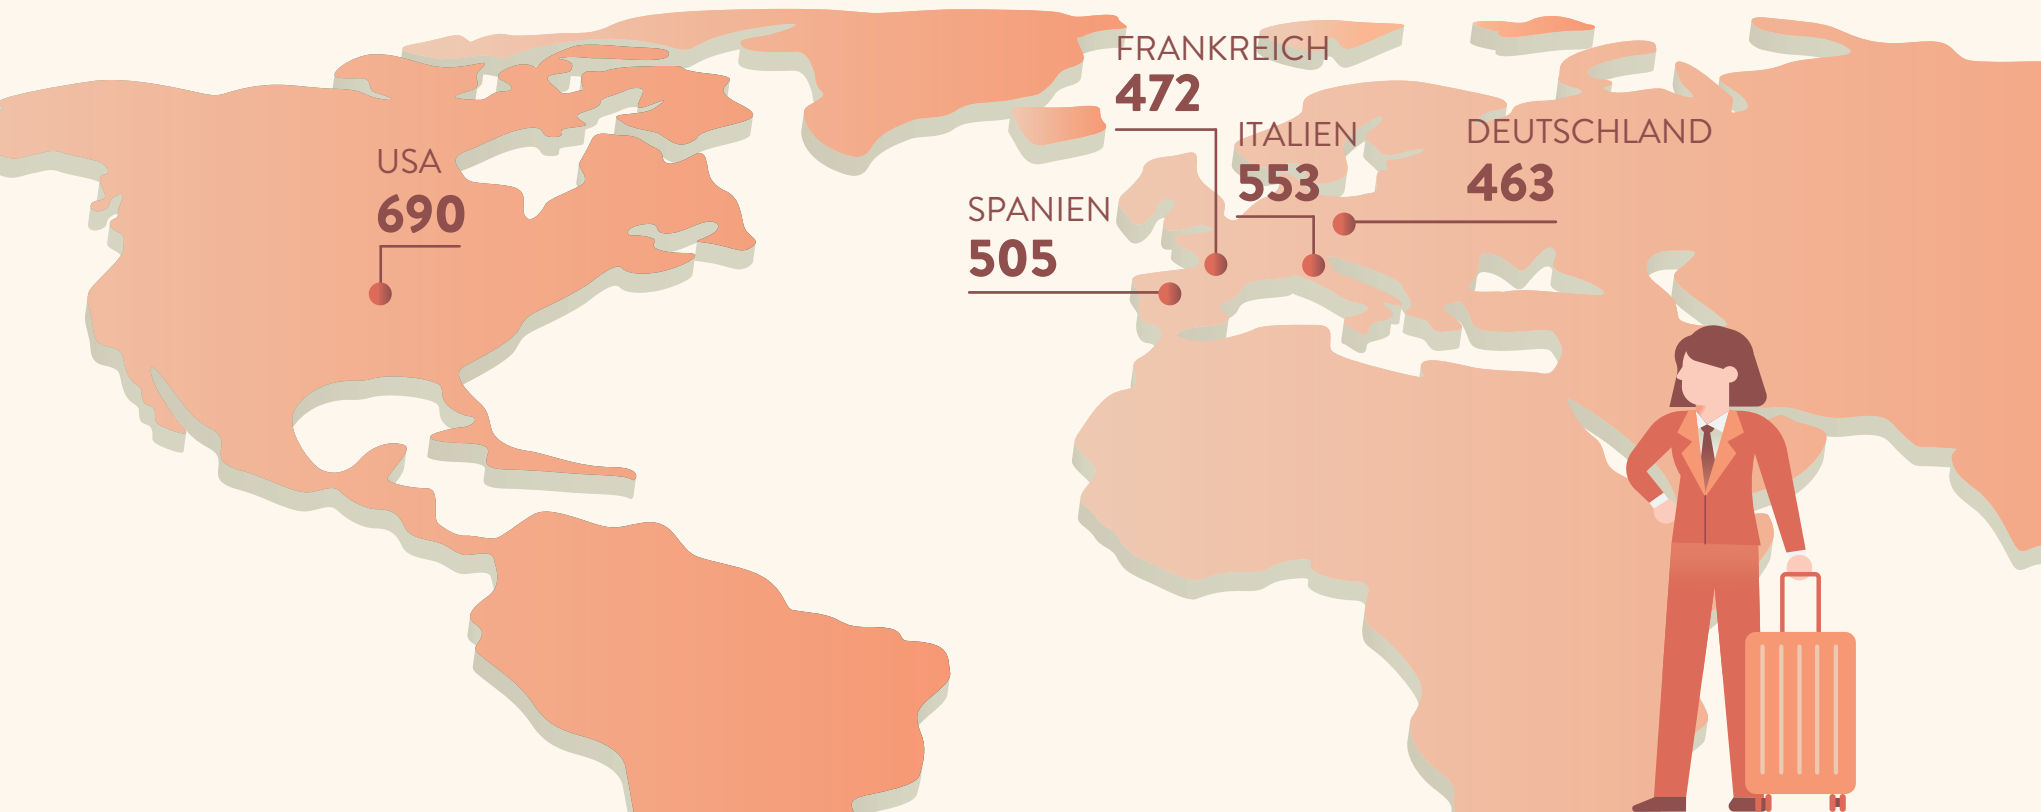 FRANKREICH
472
ITALIEN
553
DEUTSCHLAND
463
USA
690
SPANIEN
505